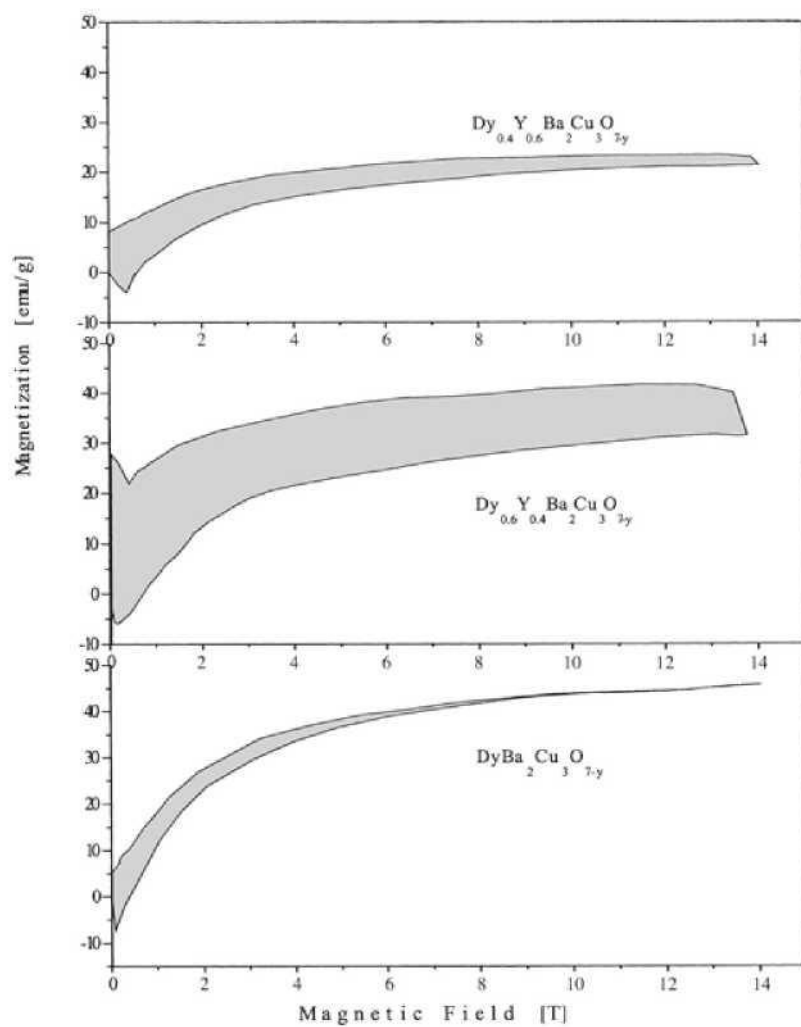 50
40
30
20
10
0
-10
Dy0.4Y0.6Ba2Cu3O7-y
0 2 4 6 8 10 12 14
Magnetization [emu/g]
50
40
30
20
10
0
-10
Dy0.6Y0.4Ba2Cu3O7-y
0 2 4 6 8 10 12 14
50
40
30
20
10
0
-10
DyBa2Cu3O7-y
0 2 4 6 8 10 12 14
Magnetic Field [T]